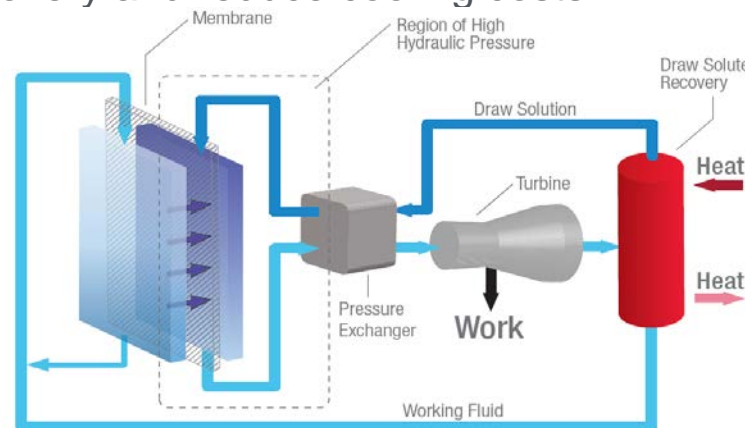 Membrane
Region of High
Hydraulic Pressure
Draw Solute
Recovery
Draw Solution
Heat
Turbine
Pressure
Exchanger
Work
Heat
Working Fluid